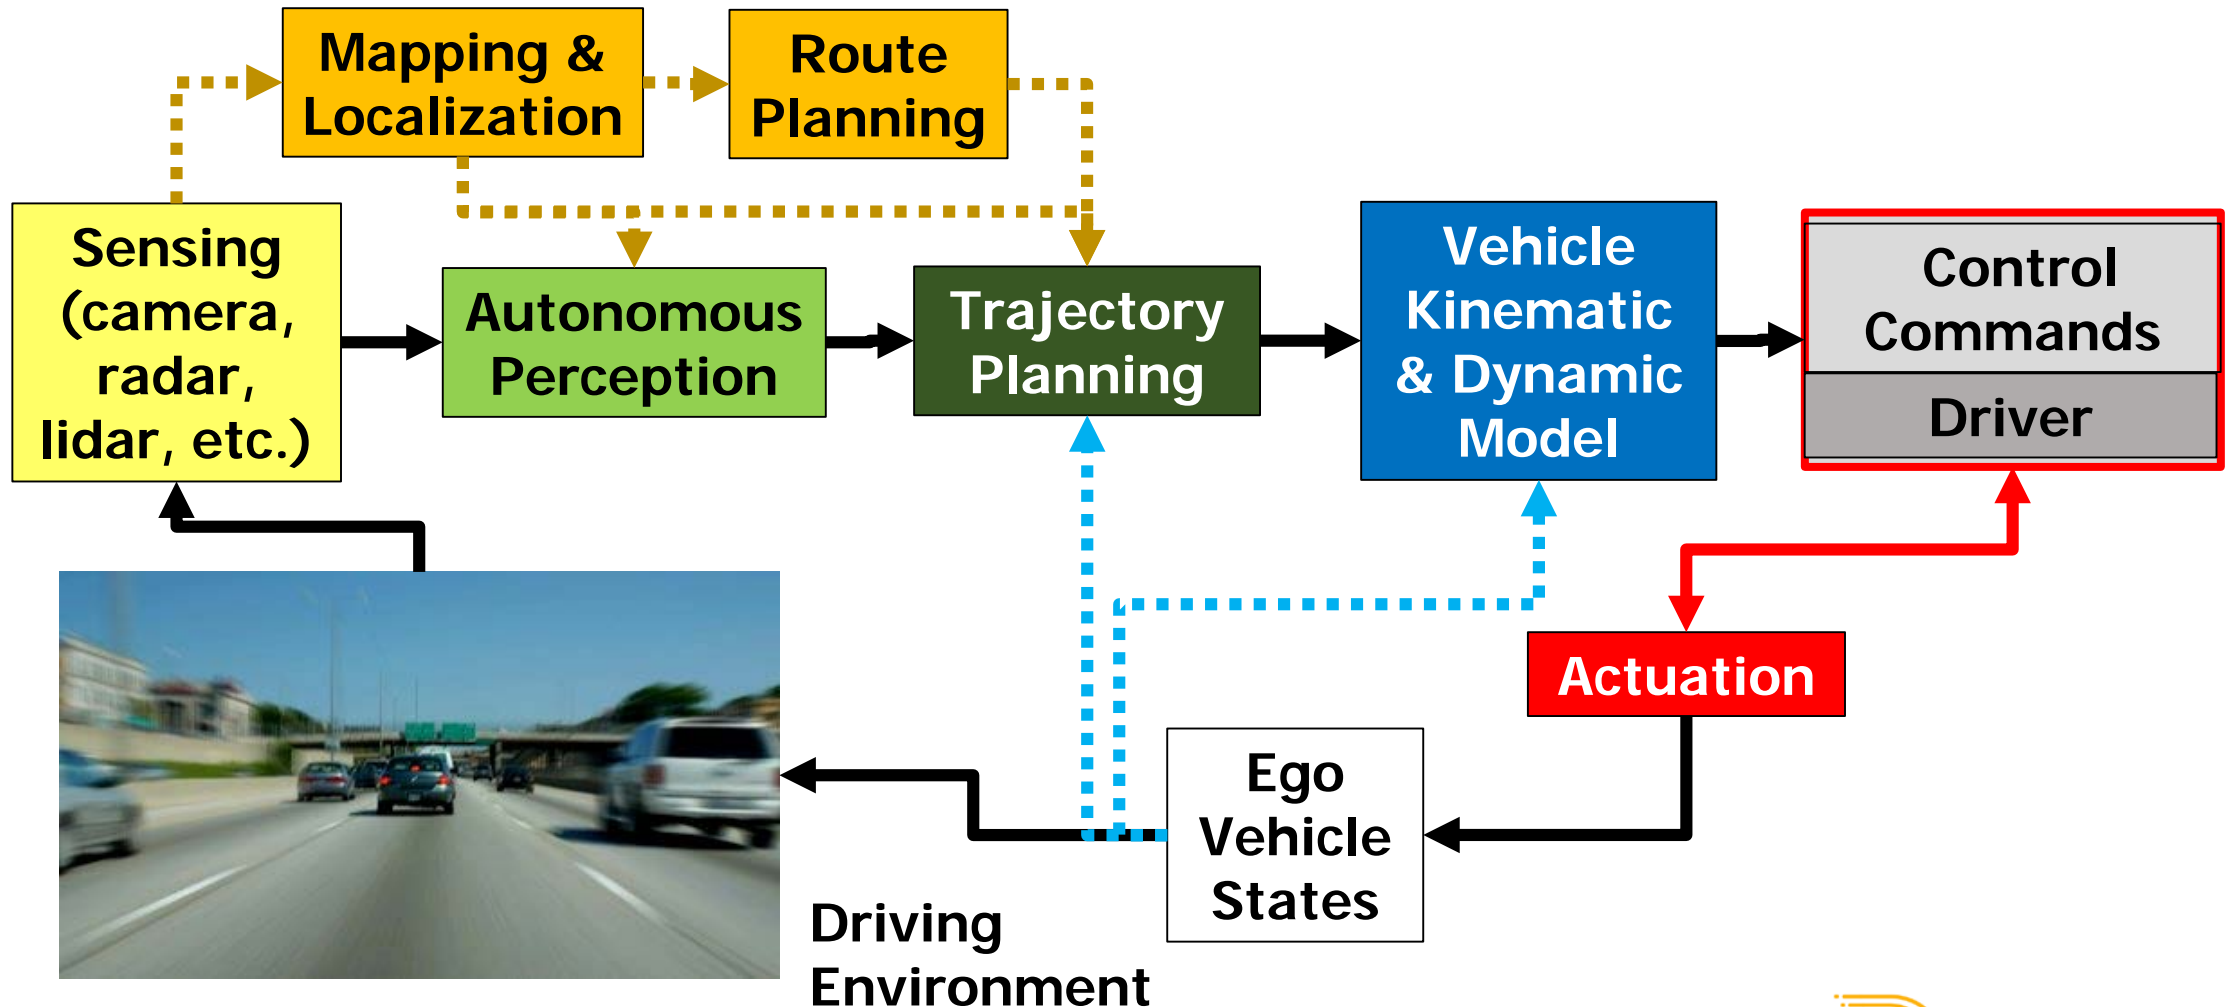 Mapping &
Localization
Route
Planning
Sensing
(camera,
radar,
lidar, etc.)
Autonomous
Perception
Trajectory
Planning
Vehicle
Kinematic
& Dynamic
Model
Control
Commands
Driver
Actuation
Ego
Vehicle
States
Driving
Environment